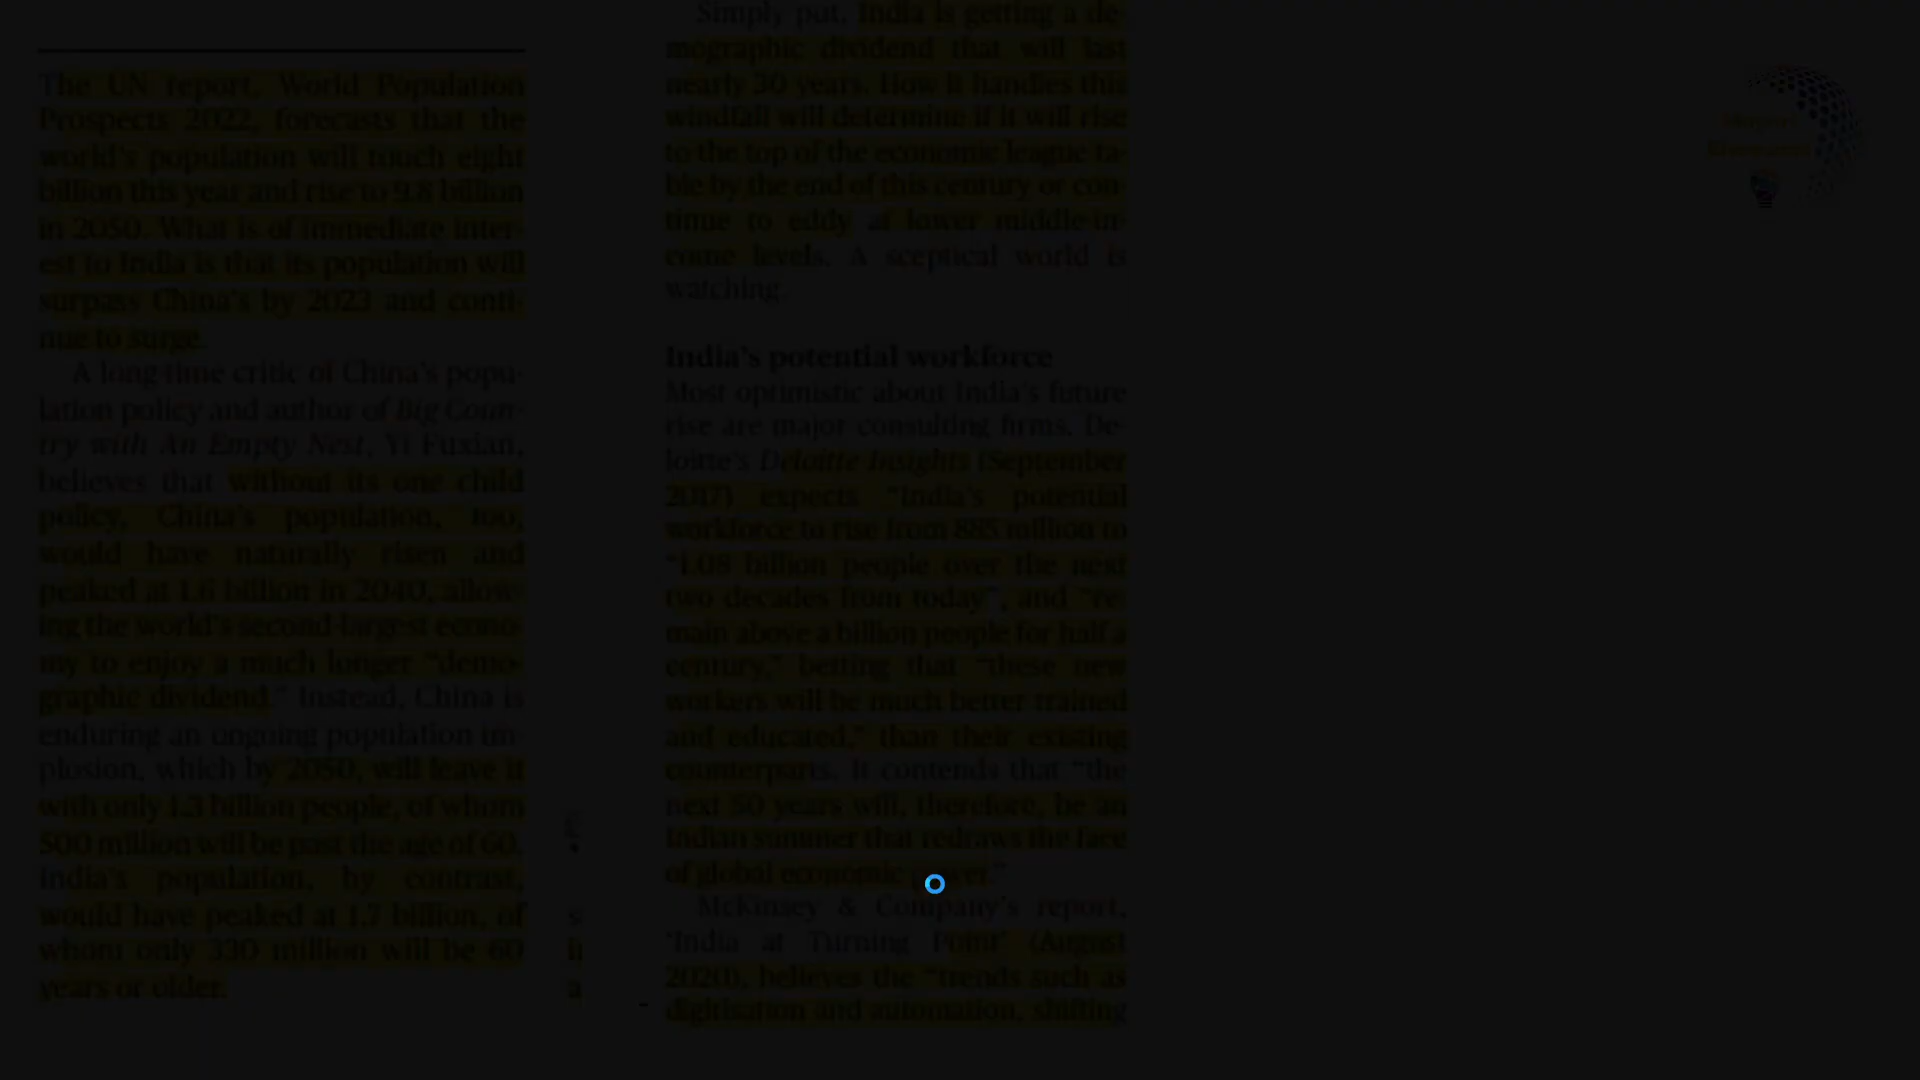 The UN report, World Population
Prospects 2022, forecasts that the
world's population will touch eight
billion this year and rise to 9.8 billion
in 2050. What is of immediate inter-
est to India is that its population will
surpass China's by 2023 and conti-
nue to surge.
A long time critic of China's popu-
lation policy and author of Big Coun-
try with An Empty Nest, Yi Fuxian,
believes that without its one child
policy, China's population, too,
would have naturally risen and
peaked at 1.6 billion in 2040, allow-
ing the world's second largest econo-
my to enjoy a much longer "demo-
graphic dividend." Instead, China is
enduring an ongoing population im-
plosion, which by 2050, will leave it
with only 1.3 billion people, of whom
500 million will be past the age of 60.
India's population, by contrast,
would have peaked at 1.7 billion, of
whom only 330 million will be 60
years or older.
Simply put, India is getting a de-
mographic dividend that will last
nearly 30 years. How it handles this
windfall will determine if it will rise
to the top of the economic league ta-
ble by the end of this century or con-
tinue to eddy at lower middle-in-
come levels. A sceptical world is
watching.
India's potential workforce
Most optimistic about India's future
rise are major consulting firms. De-
loitte's Deloitte Insights (September
2017) expects "India's potential
workforce to rise from 885 million to
"1.08 billion people over the next
two decades from today", and "re-
main above a billion people for half a
century," betting that "these new
workers will be much better trained
and educated," than their existing
counterparts. It contends that "the
next 50 years will, therefore, be an
Indian summer that redraws the face
of global economic power."
McKinsey & Company's report,
'India at Turning Point' (August
2020), believes the "trends such as
digitisation and automation, shifting